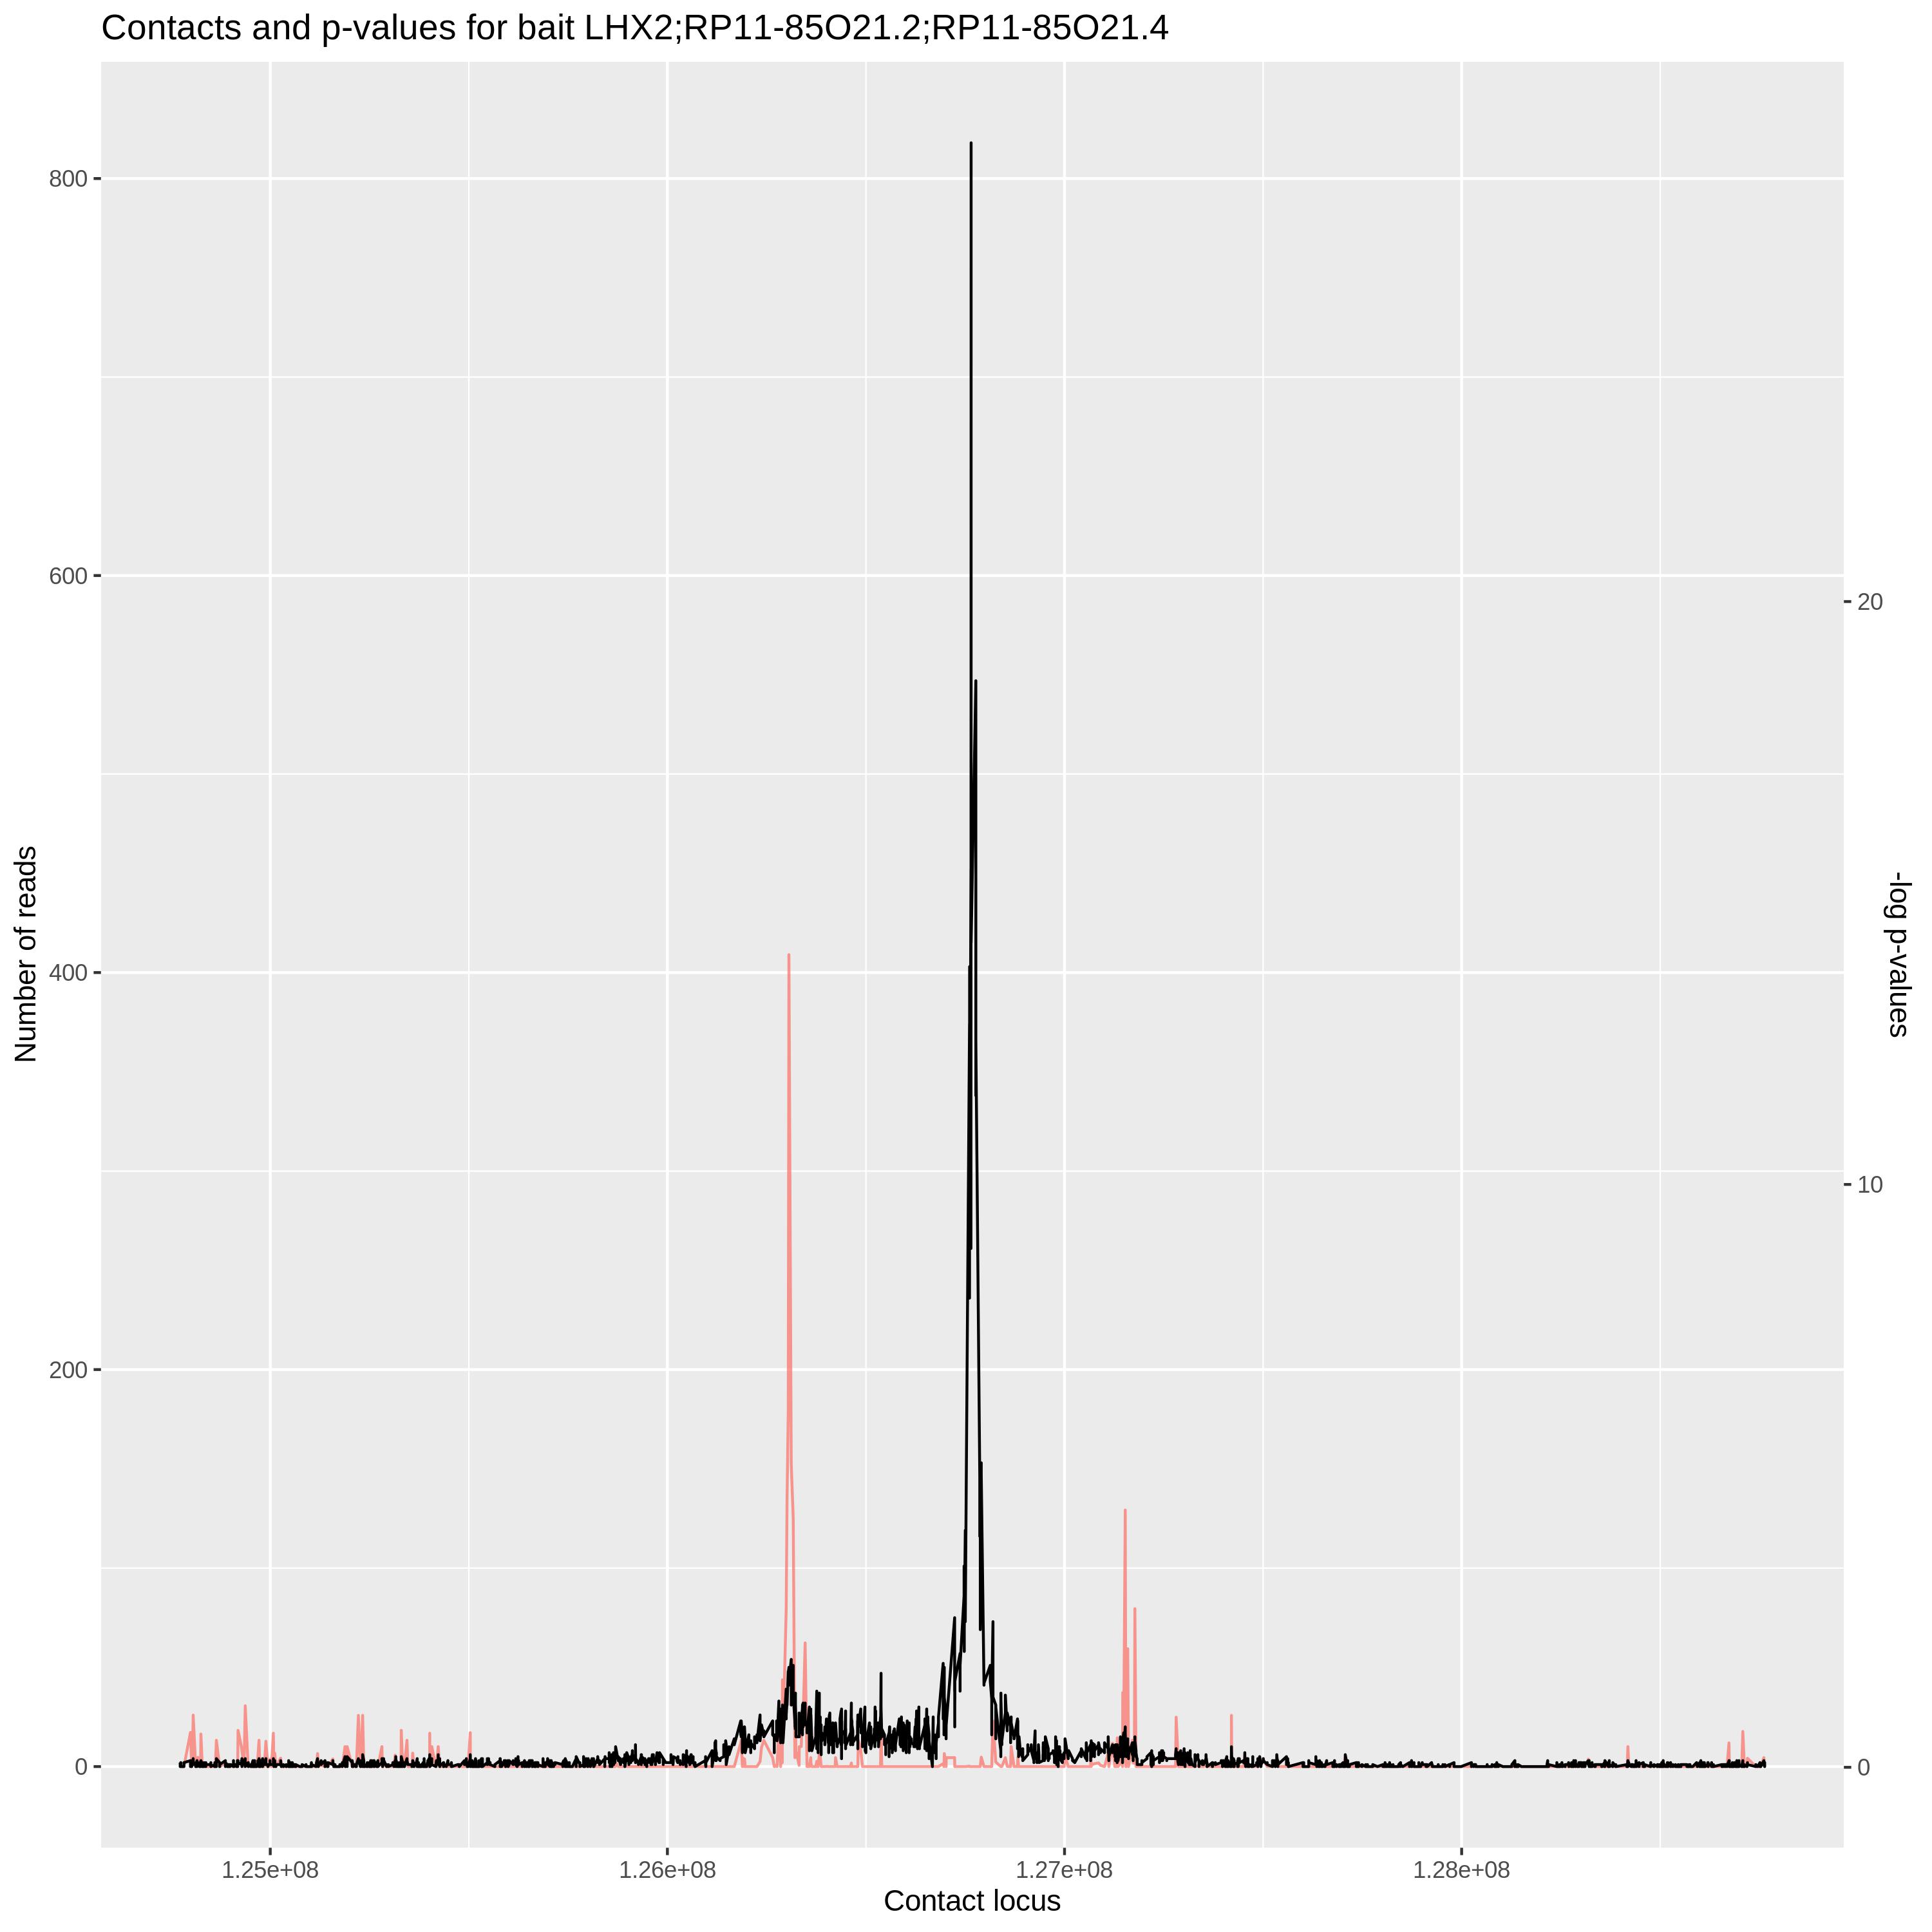 Contacts and p-values for bait LHX2;RP11-85O21.2;RP11-85O21.4
800
600
400
200
0
Number of reads
20
10
0
-log p-values
1.25e+08
1.26e+08
1.27e+08
1.28e+08
Contact locus